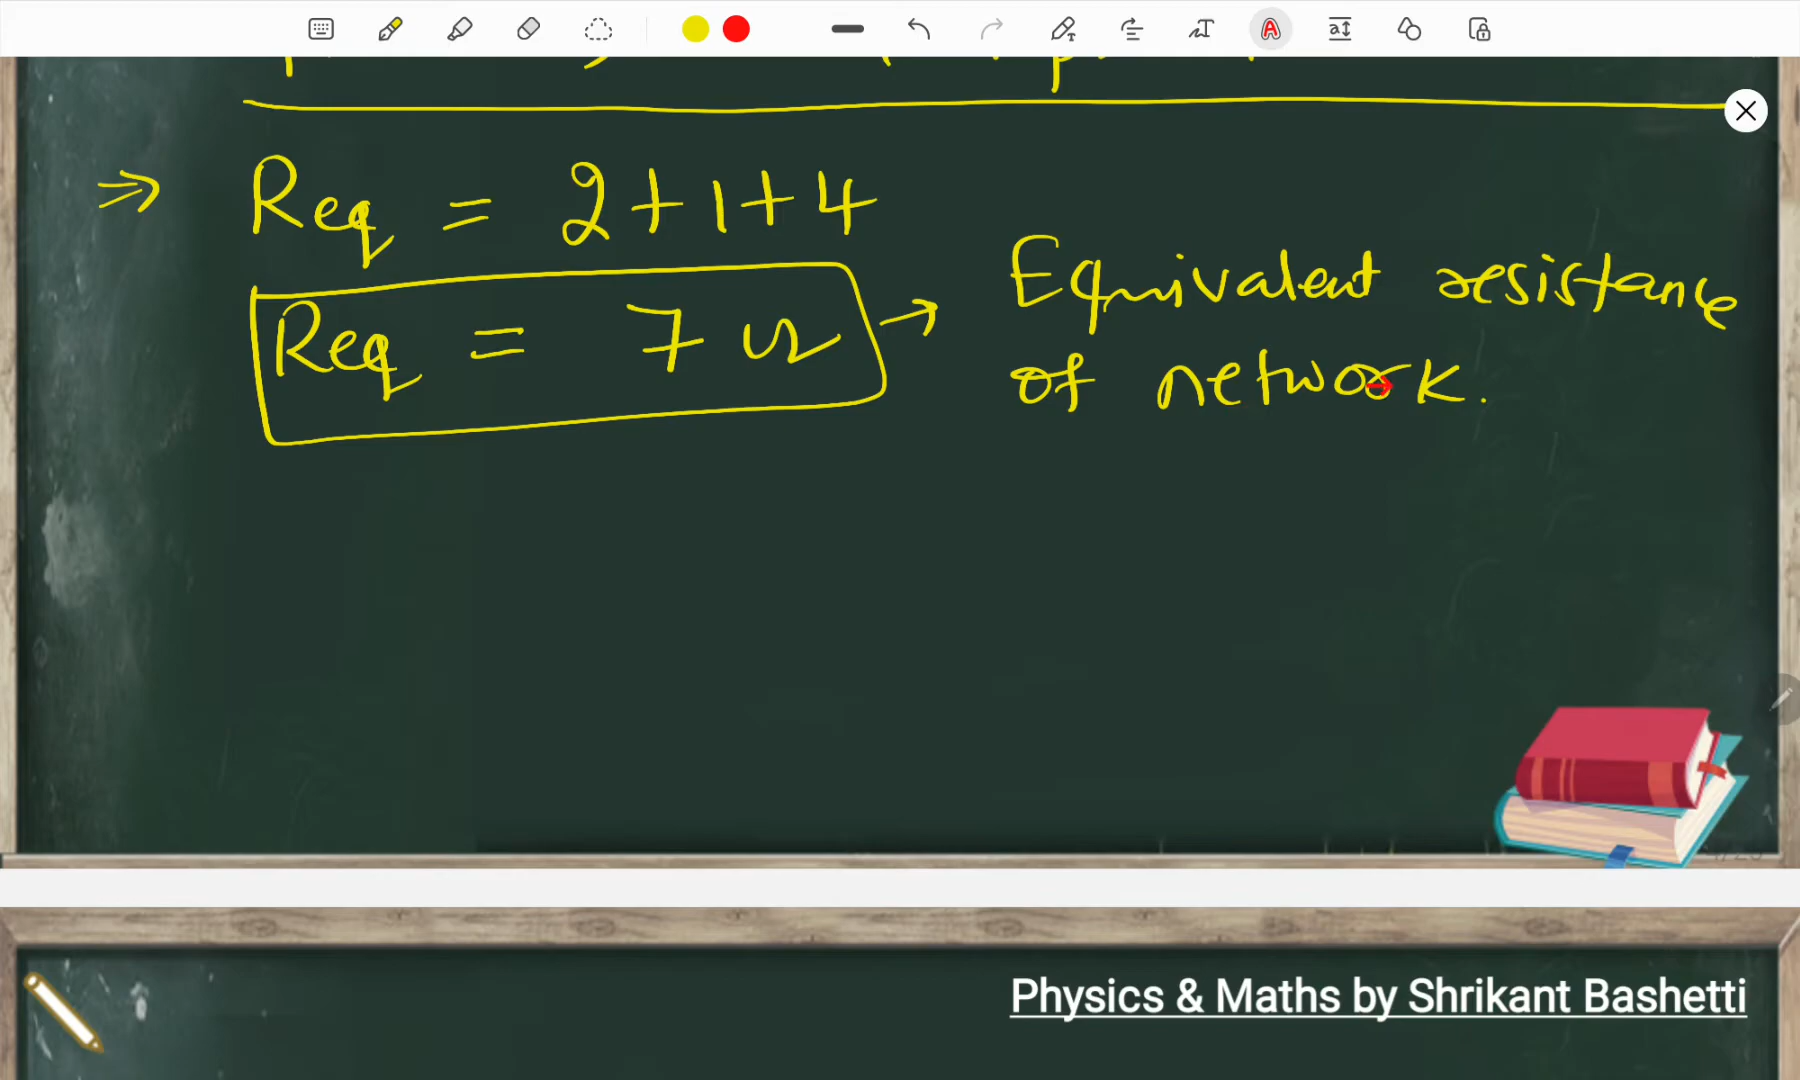 ⇒ Req = 2+1+4
Req = 7 Ω → Equivalent resistance
of network.
Physics & Maths by Shrikant Bashetti